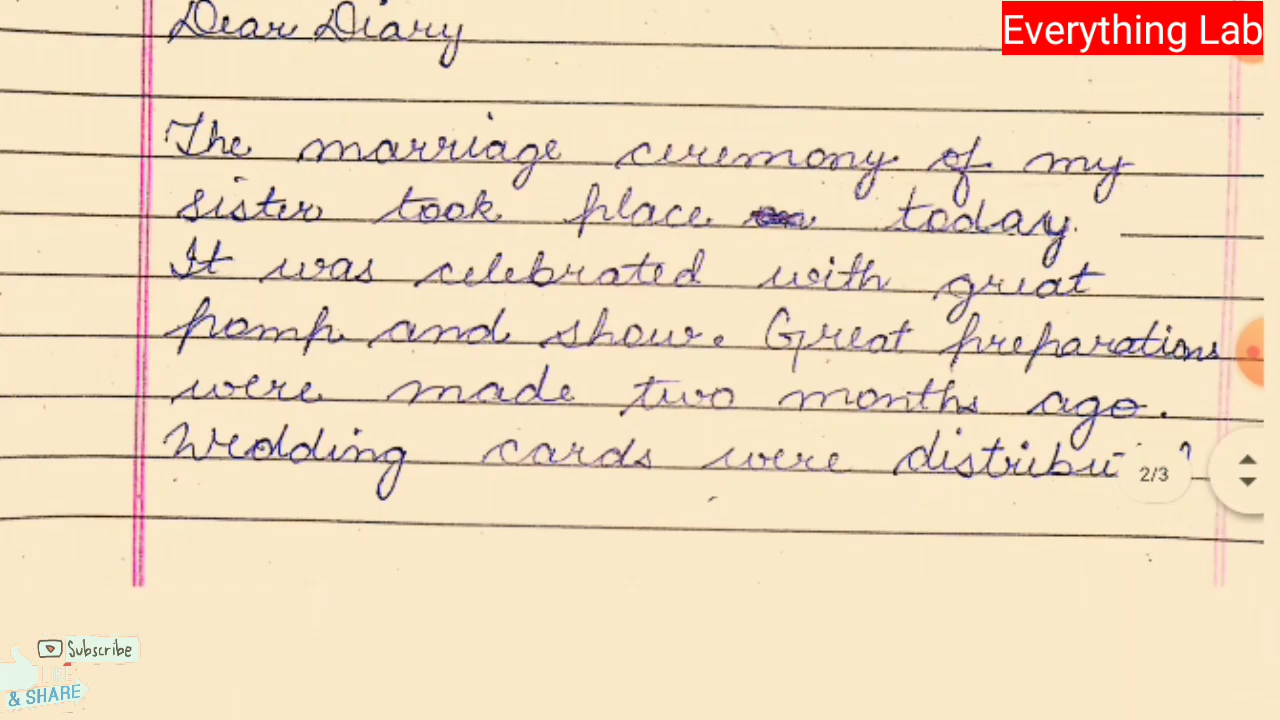 Dear Diary
Everything Lab
The marriage ceremony of my
sister took place today.
It was celebrated with great
pomp and show. Great preparations
were made two months ago.
Wedding cards were
2/3
Subscribe
LIKE
& SHARE